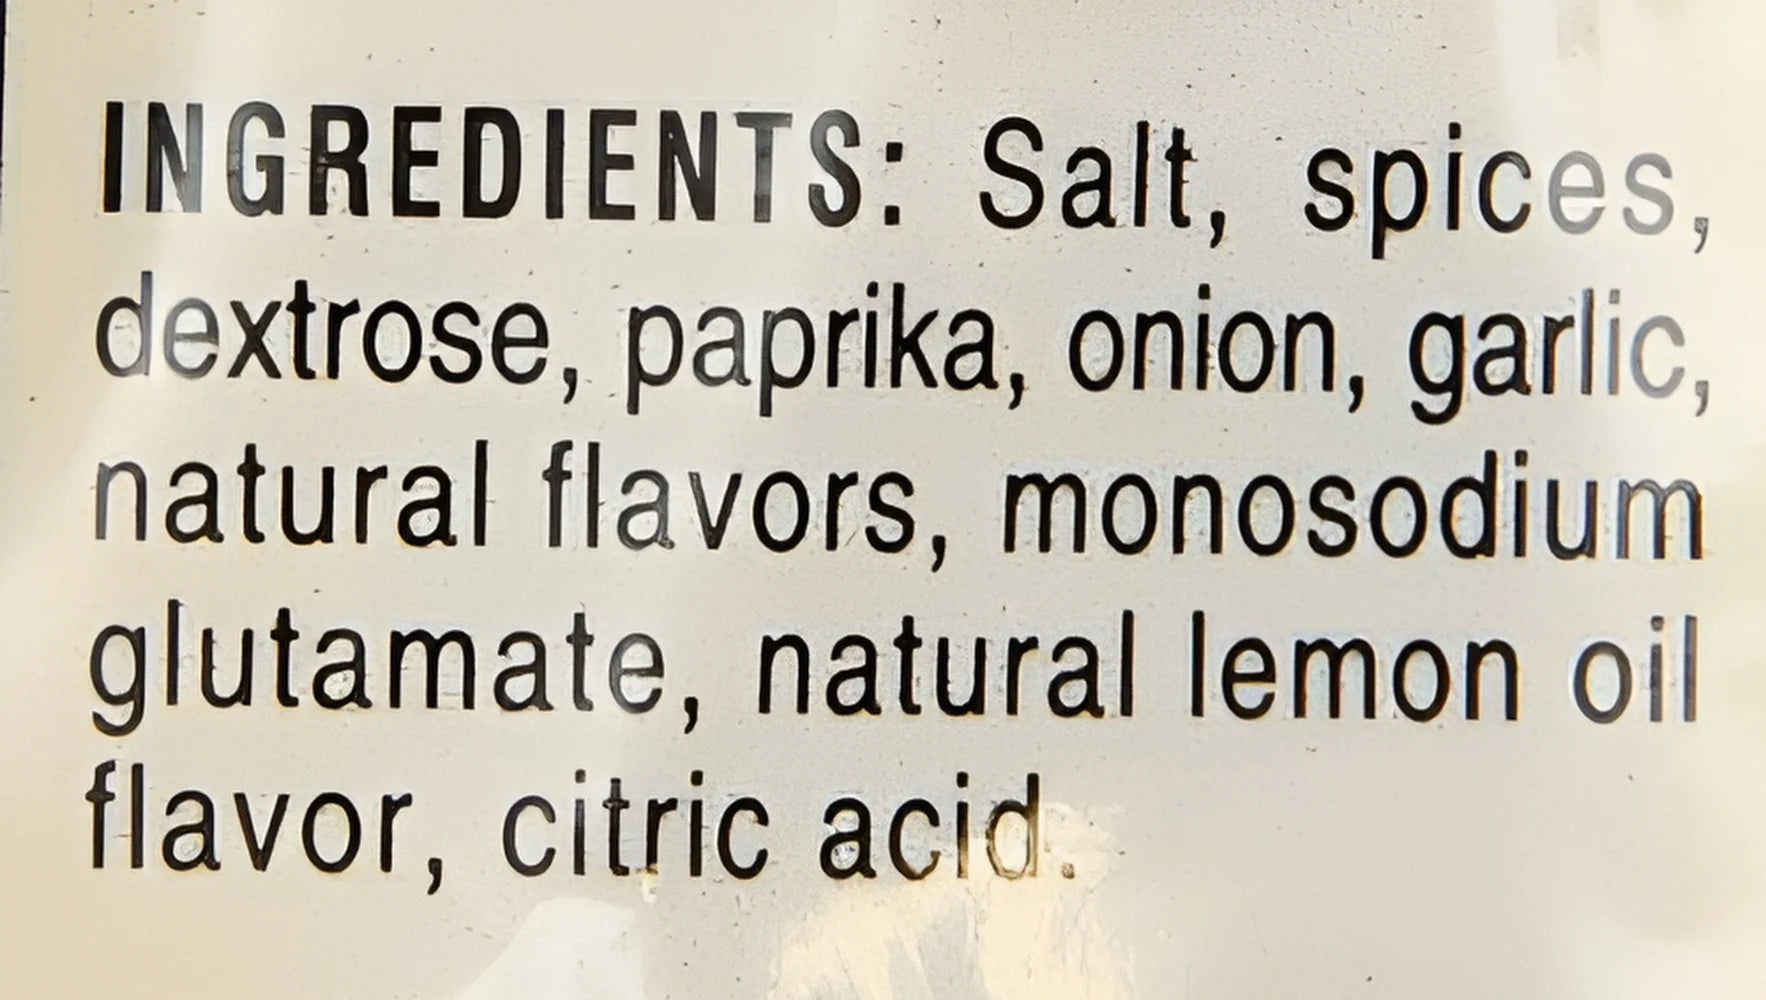 INGREDIENTS: Salt, spices,
dextrose, paprika, onion, garlic,
natural flavors, monosodium
glutamate, natural lemon oil
flavor, citric acid.